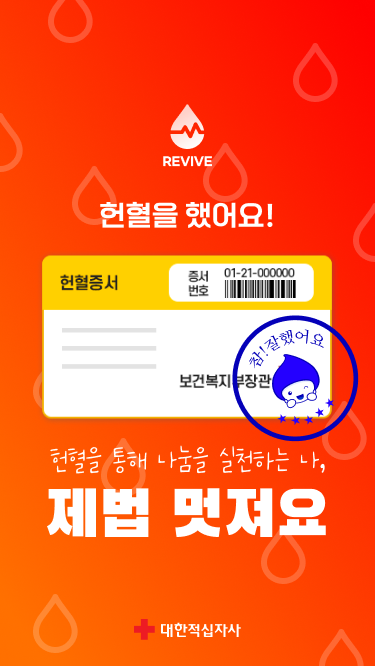 REVIVE
헌혈을 했어요!
헌혈증서
증서
번호
01-21-000000
보건복지부장관
참!잘했어요
헌혈을 통해 나눔을 실천하는 나,
제법 멋져요
대한적십자사